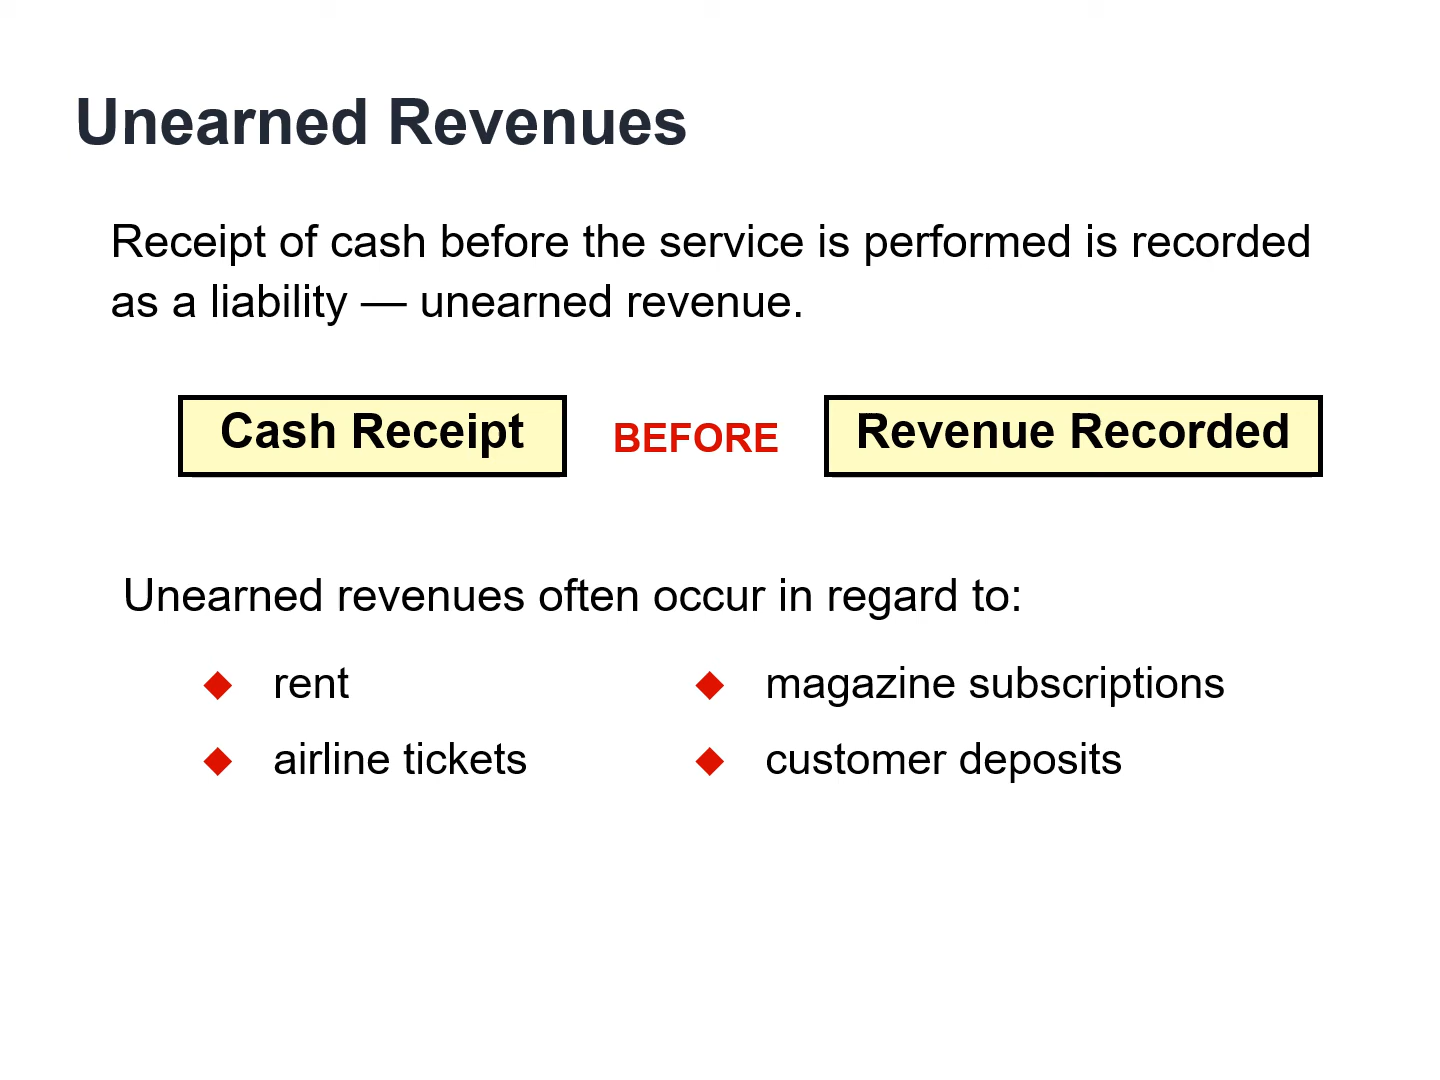 Unearned Revenues
Receipt of cash before the service is performed is recorded
as a liability — unearned revenue.
Cash Receipt BEFORE Revenue Recorded
Unearned revenues often occur in regard to:
◆ rent
◆ airline tickets
◆ magazine subscriptions
◆ customer deposits